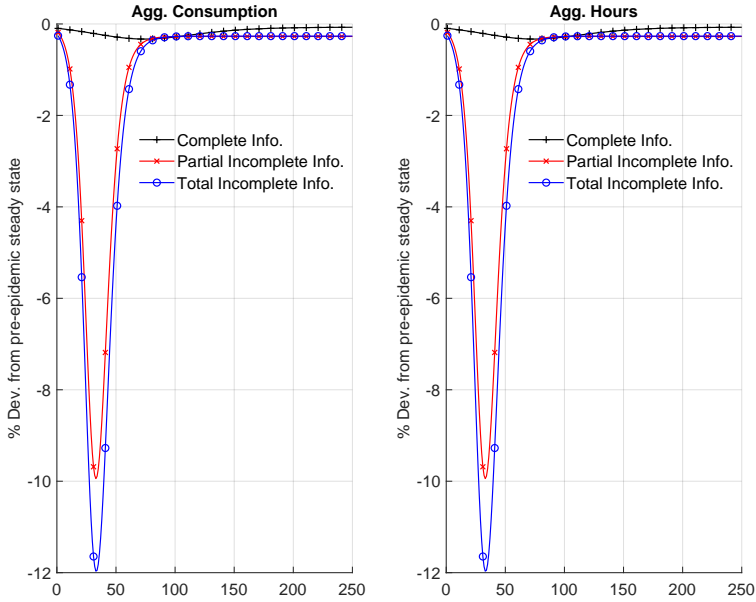 Agg. Consumption
% Dev. from pre-epidemic steady state
0
-2
-4
-6
-8
-10
-12
Complete Info.
Partial Incomplete Info.
Total Incomplete Info.
0 50 100 150 200 250
Agg. Hours
% Dev. from pre-epidemic steady state
0
-2
-4
-6
-8
-10
-12
Complete Info.
Partial Incomplete Info.
Total Incomplete Info.
0 50 100 150 200 250